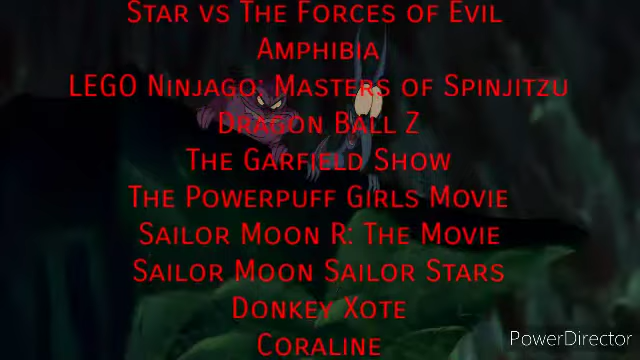 Star vs The Forces of Evil
Amphibia
LEGO Ninjago: Masters of Spinjitzu
Dragon Ball Z
The Garfield Show
The Powerpuff Girls Movie
Sailor Moon R: The Movie
Sailor Moon Sailor Stars
Donkey Xote
Coraline
PowerDirector